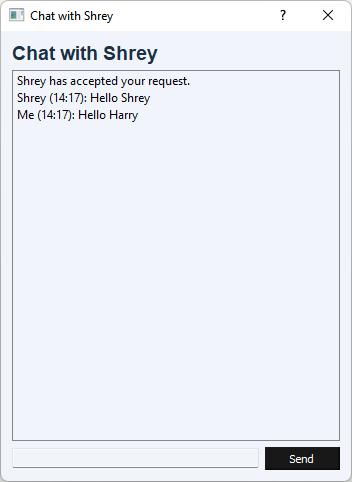 Chat with Shrey ?
Chat with Shrey
Shrey has accepted your request.
Shrey (14:17): Hello Shrey
Me (14:17): Hello Harry
Send